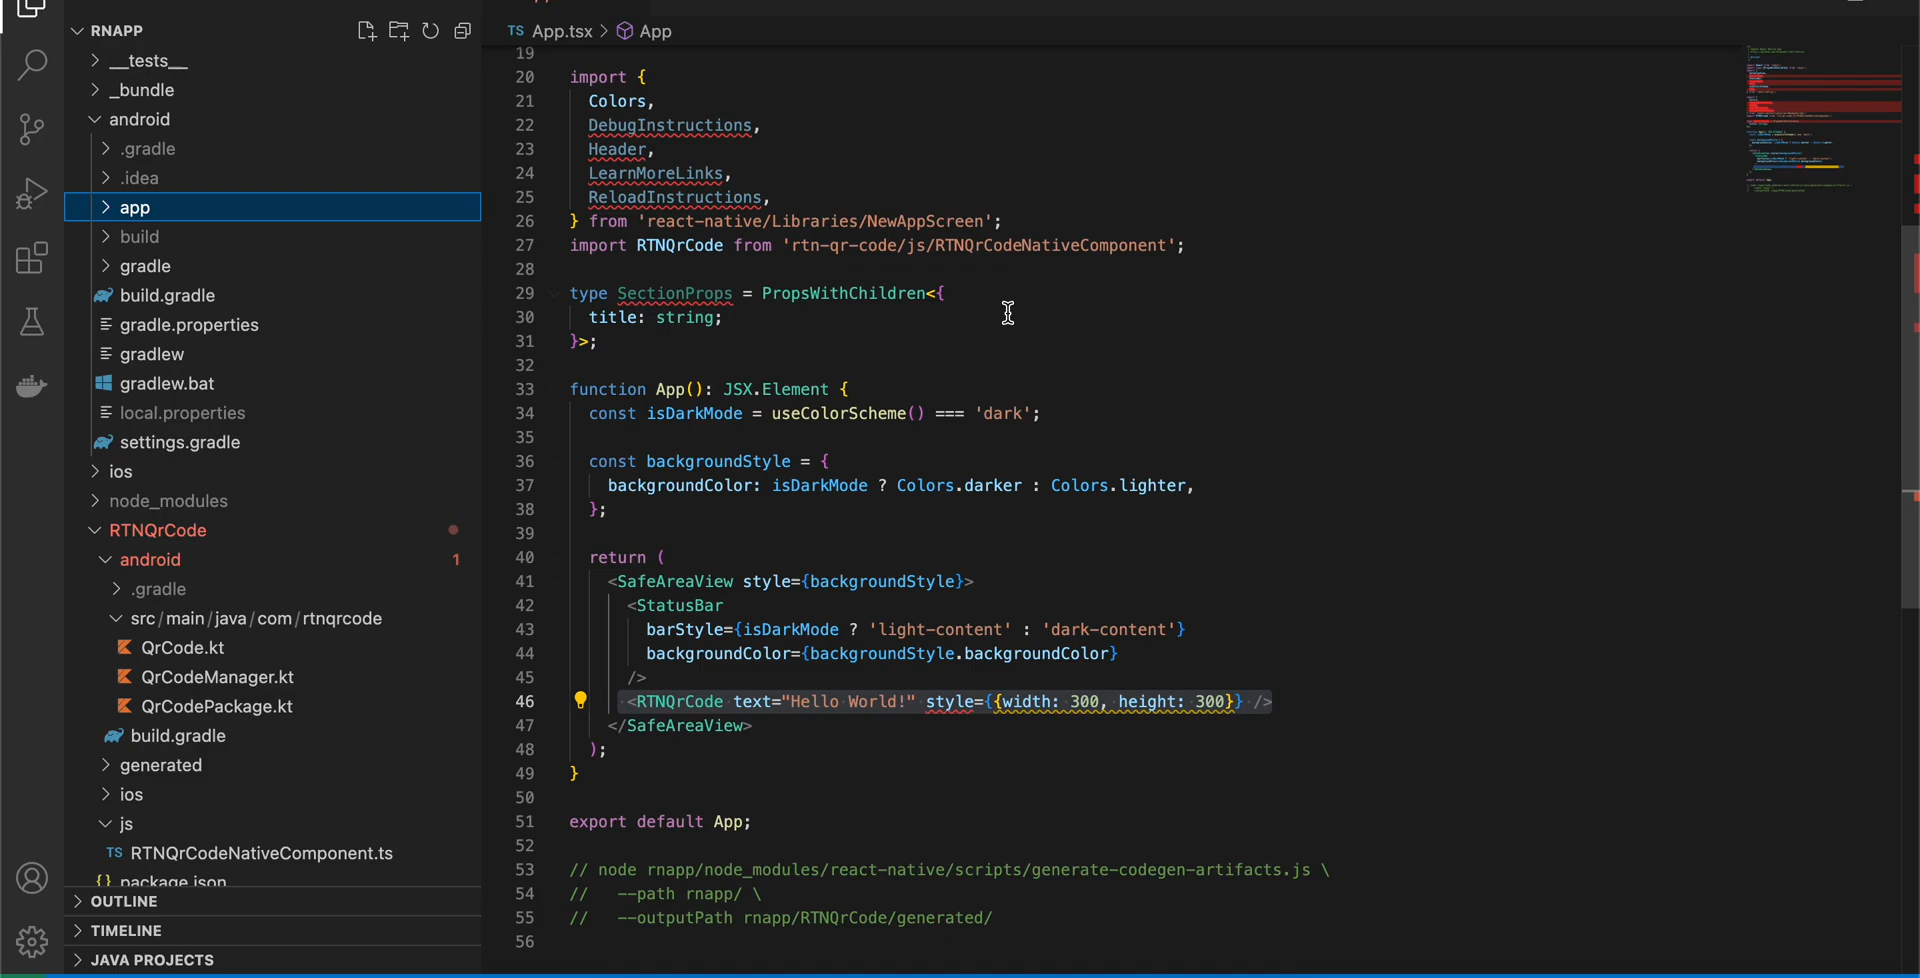 RNAPP
__tests__
_bundle
android
.gradle
.idea
app
build
gradle
build.gradle
gradle.properties
gradlew
gradlew.bat
local.properties
settings.gradle
ios
node_modules
RTNQrCode
android 1
.gradle
src/main/java/com/rtnqrcode
QrCode.kt
QrCodeManager.kt
QrCodePackage.kt
build.gradle
generated
ios
js
TS RTNQrCodeNativeComponent.ts
{} package.json
OUTLINE
TIMELINE
JAVA PROJECTS
TS App.tsx > App
19
20 import {
21 Colors,
22 DebugInstructions,
23 Header,
24 LearnMoreLinks,
25 ReloadInstructions,
26 } from 'react-native/Libraries/NewAppScreen';
27 import RTNQrCode from 'rtn-qr-code/js/RTNQrCodeNativeComponent';
28
29 type SectionProps = PropsWithChildren<{
30 title: string;
31 }>;
32
33 function App(): JSX.Element {
34 const isDarkMode = useColorScheme() === 'dark';
35
36 const backgroundStyle = {
37 backgroundColor: isDarkMode ? Colors.darker : Colors.lighter,
38 };
39
40 return (
41 <SafeAreaView style={backgroundStyle}>
42 <StatusBar
43 barStyle={isDarkMode ? 'light-content' : 'dark-content'}
44 backgroundColor={backgroundStyle.backgroundColor}
45 />
46 <RTNQrCode text="Hello World!" style={{width: 300, height: 300}} />
47 </SafeAreaView>
48 );
49 }
50
51 export default App;
52
53 // node rnapp/node_modules/react-native/scripts/generate-codegen-artifacts.js \
54 // --path rnapp/ \
55 // --outputPath rnapp/RTNQrCode/generated/
56